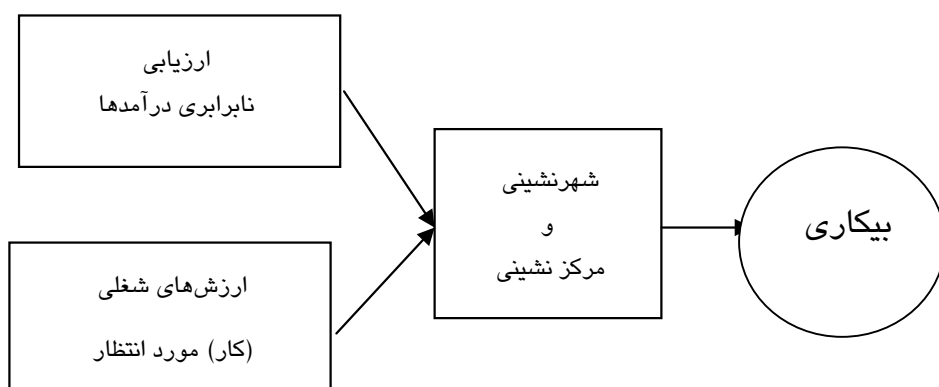 ارزیابی
نابرابری درآمدها
ارزش‌های شغلی
(کار) مورد انتظار
شهرنشینی
و
مرکز نشینی
بیکاری